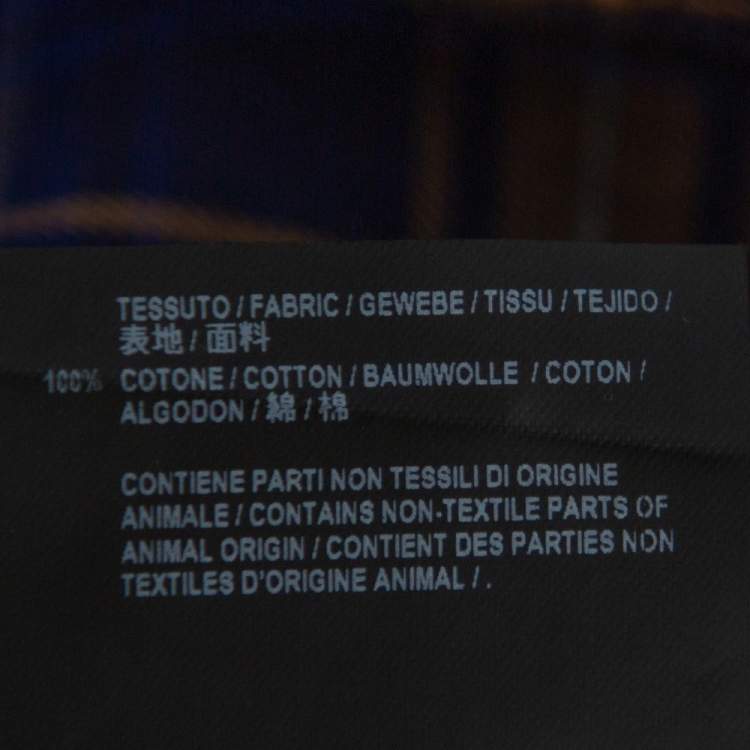 TESSUTO / FABRIC / GEWEBE / TISSU / TEJIDO /
表地 / 面料
100% COTONE / COTTON / BAUMWOLLE / COTON /
ALGODON / 綿 / 棉
CONTIENE PARTI NON TESSILI DI ORIGINE
ANIMALE / CONTAINS NON-TEXTILE PARTS OF
ANIMAL ORIGIN / CONTIENT DES PARTIES NON
TEXTILES D'ORIGINE ANIMAL / .